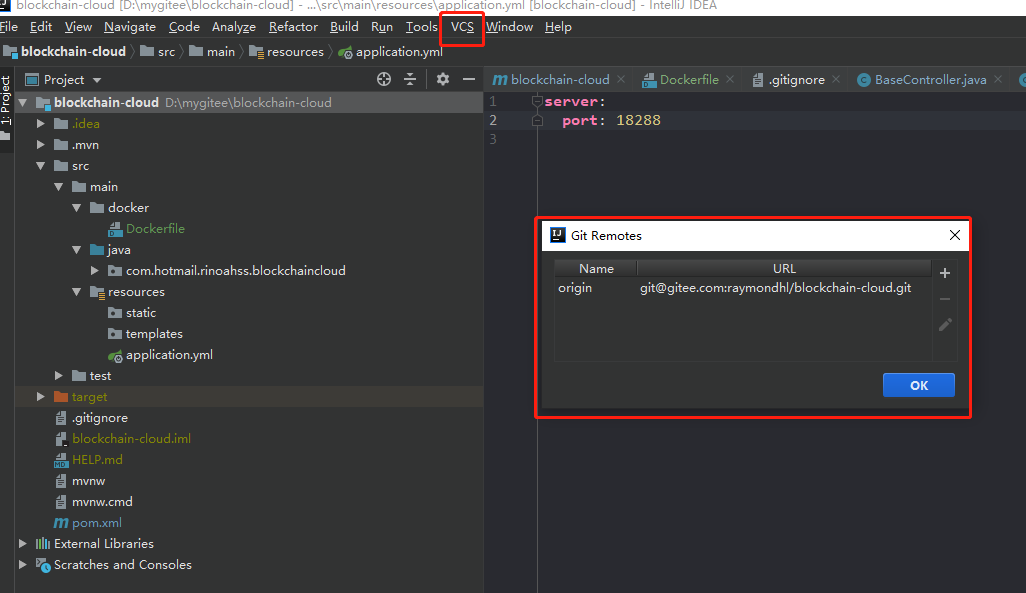 blockchain-cloud [D:\mygitee\blockchain-cloud] - ...\src\main\resources\application.yml [blockchain-cloud] - IntelliJ IDEA
File Edit View Navigate Code Analyze Refactor Build Run Tools VCS Window Help
blockchain-cloud src main resources application.yml
1: Project
Project
m blockchain-cloud Dockerfile .gitignore C BaseController.java
blockchain-cloud D:\mygitee\blockchain-cloud
.idea
.mvn
src
main
docker
Dockerfile
java
com.hotmail.rinoahss.blockchaincloud
resources
static
templates
application.yml
test
target
.gitignore
blockchain-cloud.iml
HELP.md
mvnw
mvnw.cmd
m pom.xml
External Libraries
Scratches and Consoles
1 server:
2 port: 18288
3
IJ Git Remotes
Name URL
origin git@gitee.com:raymondhl/blockchain-cloud.git
OK